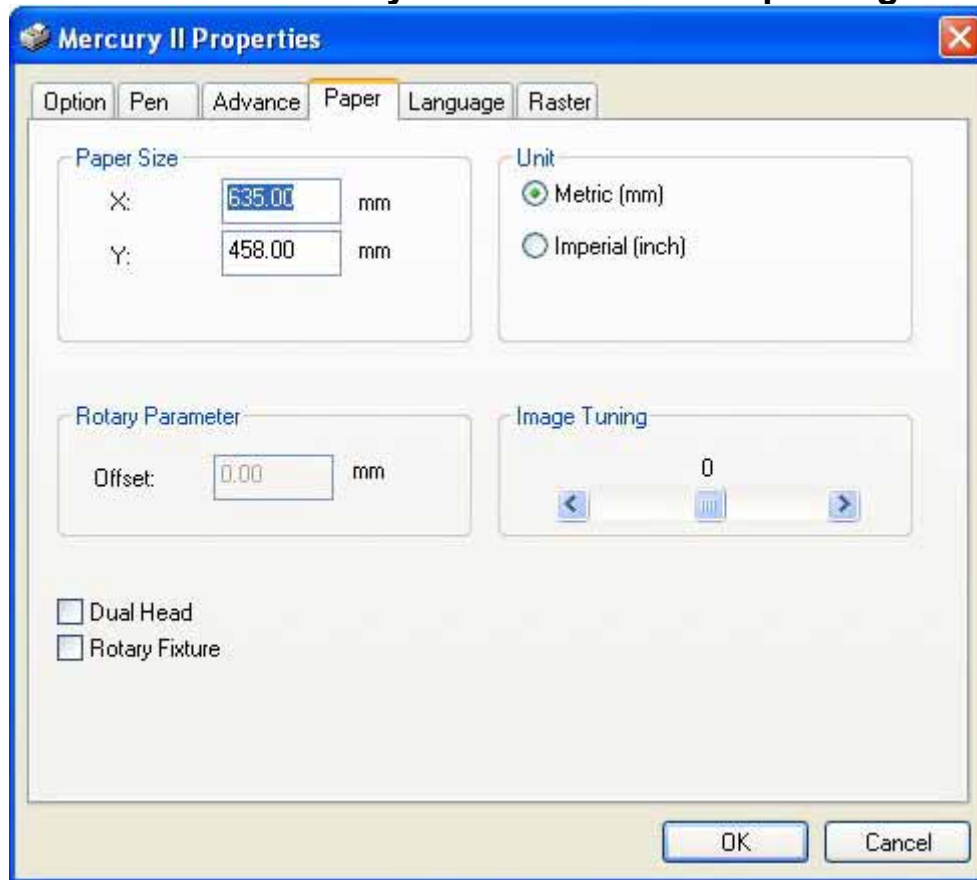 Mercury II Properties
Option Pen Advance Paper Language Raster
Paper Size
X: 635.00 mm
Y: 458.00 mm
Unit
Metric (mm)
Imperial (inch)
Rotary Parameter
Offset: 0.00 mm
Image Tuning
0
Dual Head
Rotary Fixture
OK Cancel